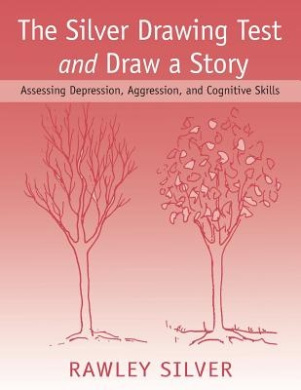 The Silver Drawing Test
and Draw a Story
Assessing Depression, Aggression, and Cognitive Skills
RAWLEY SILVER